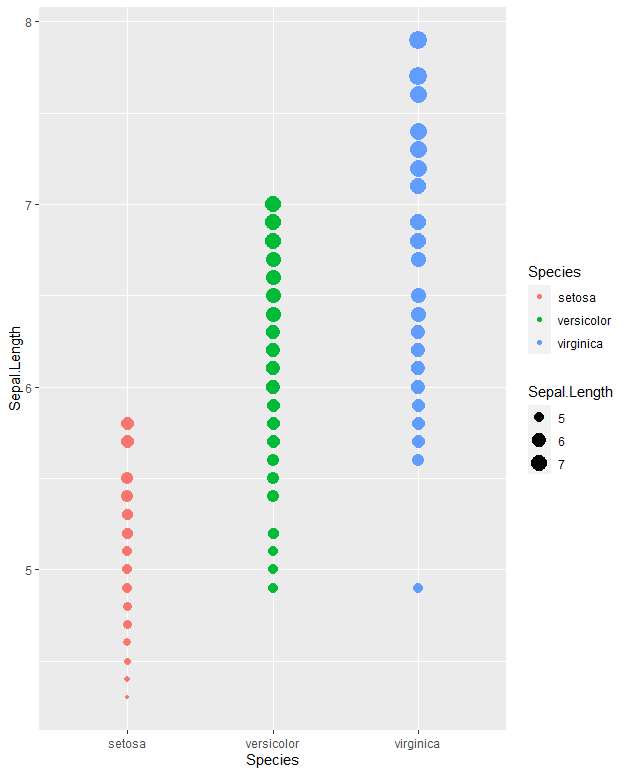 8
7
6
5
Sepal.Length
setosa
versicolor
virginica
Species
Species
setosa
versicolor
virginica
Sepal.Length
5
6
7